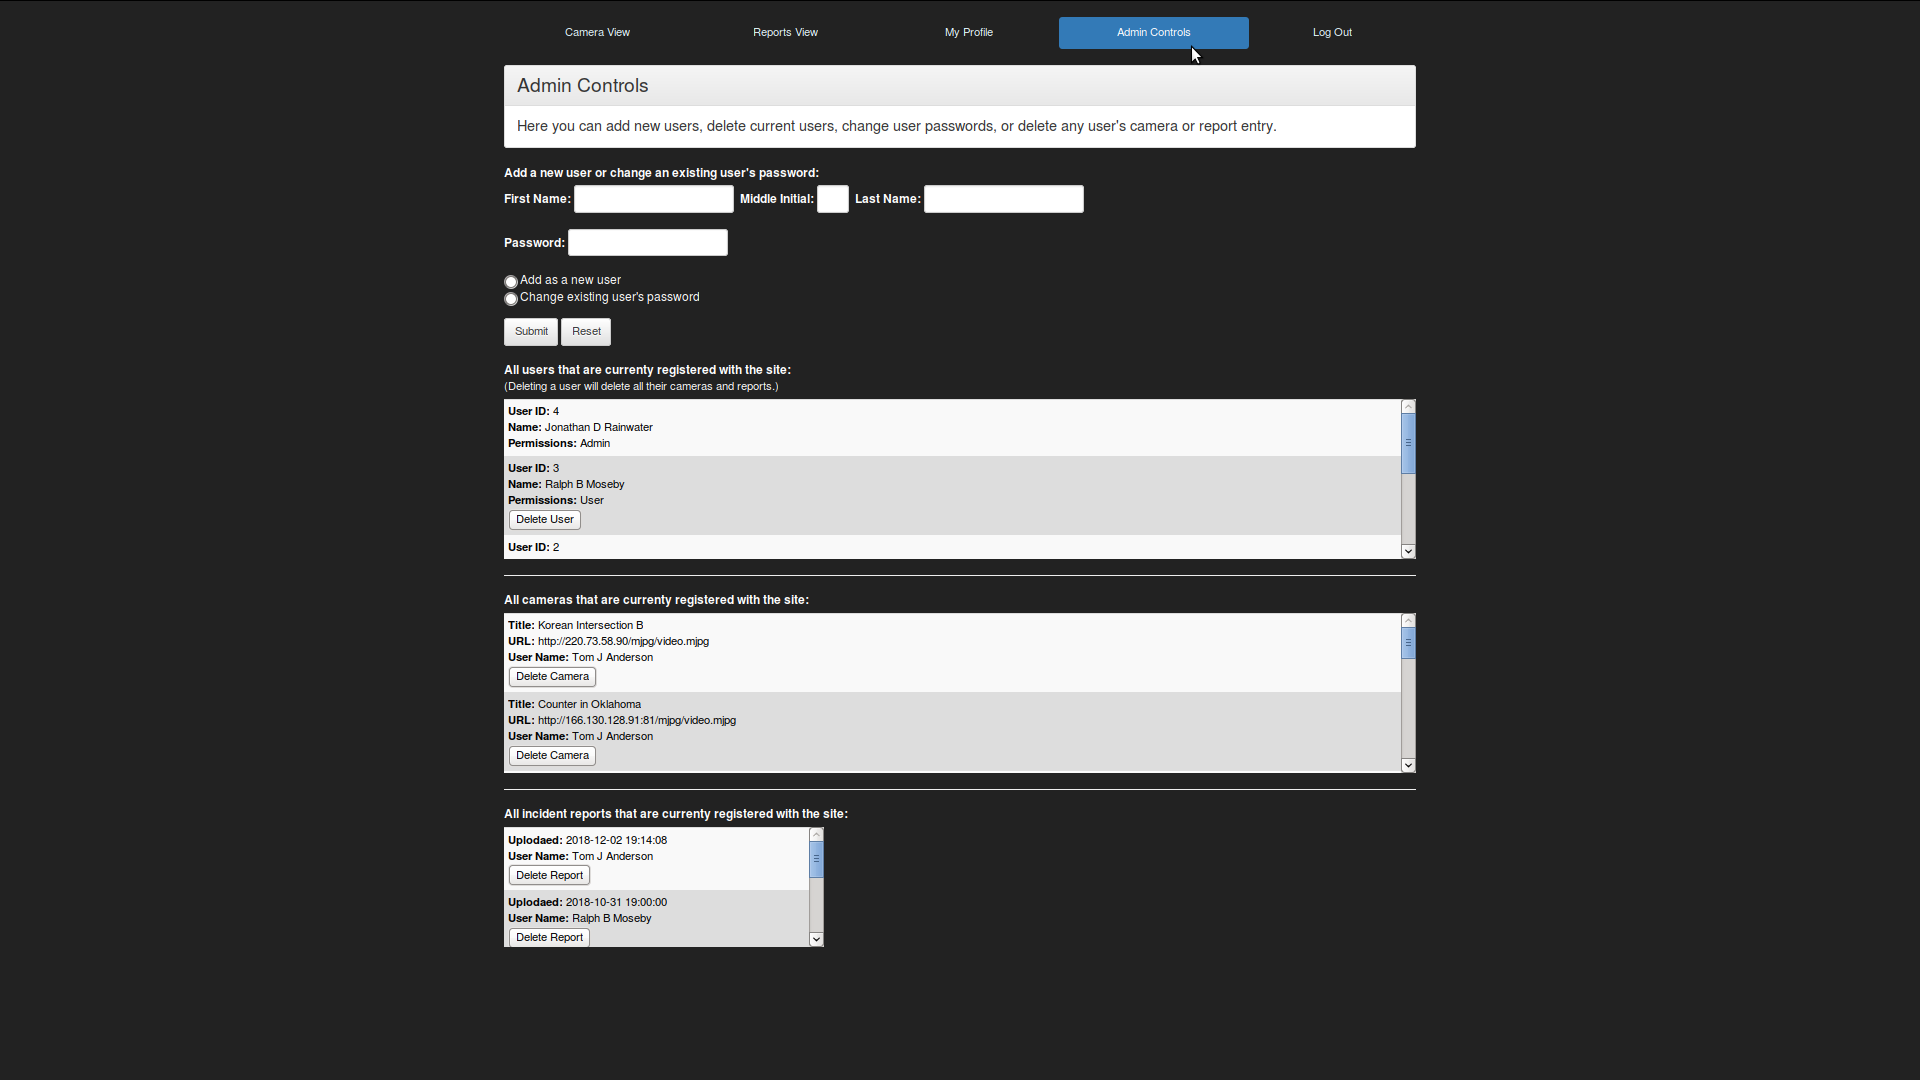 Camera View Reports View My Profile Admin Controls Log Out
Admin Controls
Here you can add new users, delete current users, change user passwords, or delete any user's camera or report entry.
Add a new user or change an existing user's password:
First Name: Middle Initial: Last Name:
Password:
Add as a new user
Change existing user's password
Submit Reset
All users that are currenty registered with the site:
(Deleting a user will delete all their cameras and reports.)
User ID: 4
Name: Jonathan D Rainwater
Permissions: Admin
User ID: 3
Name: Ralph B Moseby
Permissions: User
Delete User
User ID: 2
All cameras that are currenty registered with the site:
Title: Korean Intersection B
URL: http://220.73.58.90/mjpg/video.mjpg
User Name: Tom J Anderson
Delete Camera
Title: Counter in Oklahoma
URL: http://166.130.128.91:81/mjpg/video.mjpg
User Name: Tom J Anderson
Delete Camera
All incident reports that are currenty registered with the site:
Uplodaed: 2018-12-02 19:14:08
User Name: Tom J Anderson
Delete Report
Uplodaed: 2018-10-31 19:00:00
User Name: Ralph B Moseby
Delete Report